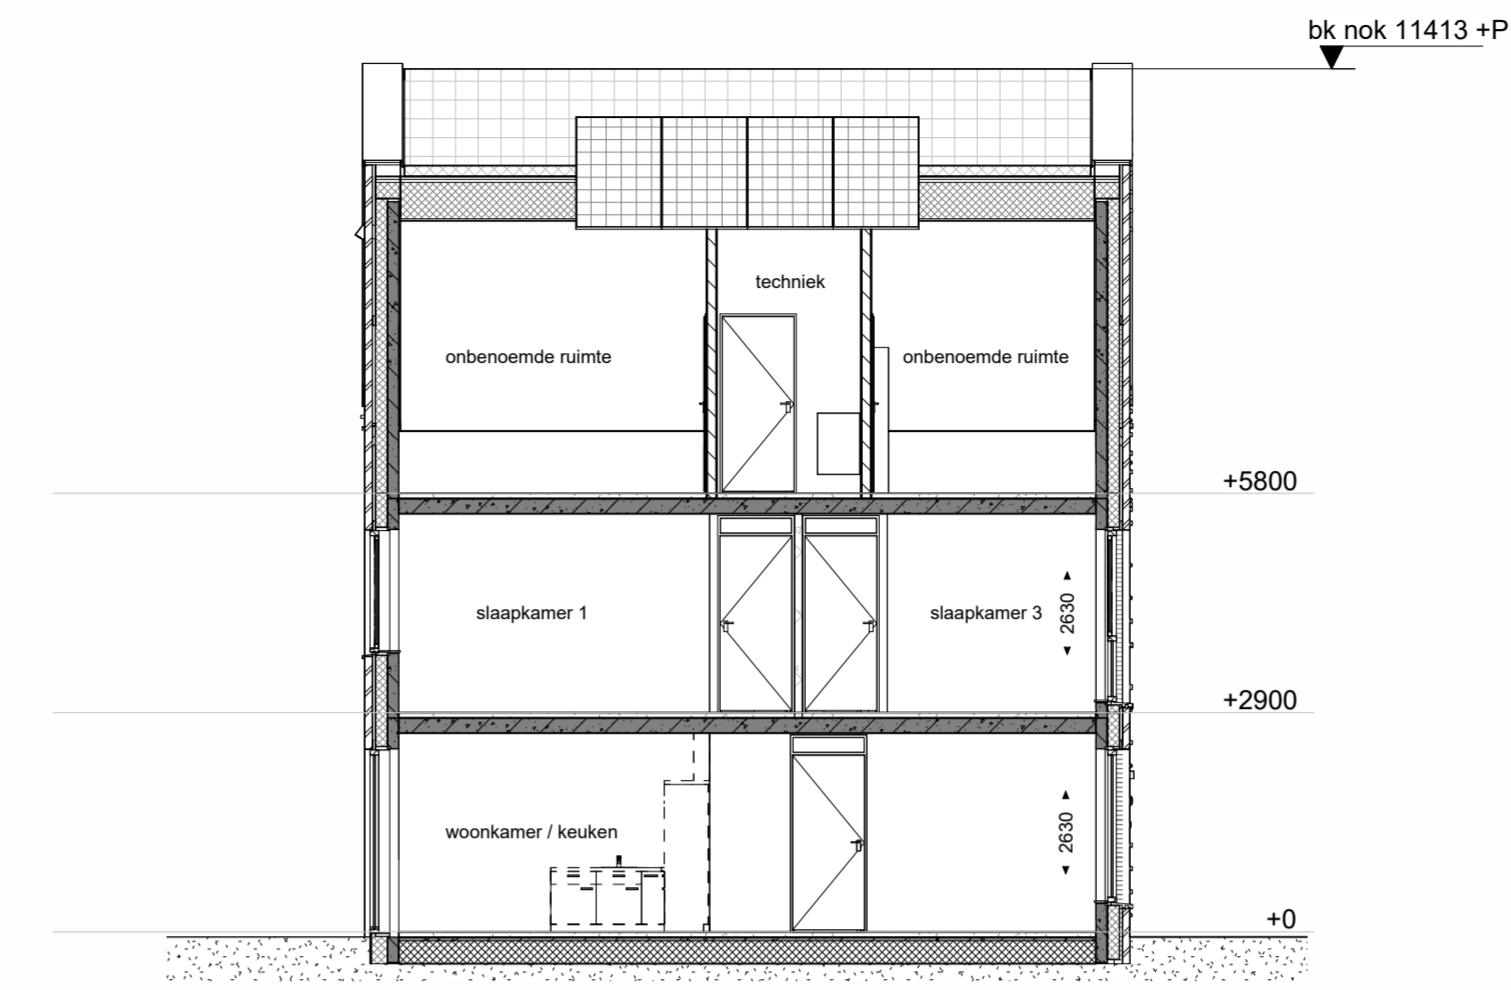 bk nok 11413 +P
techniek
onbenoemde ruimte
onbenoemde ruimte
+5800
slaapkamer 1
slaapkamer 3
2630
+2900
woonkamer / keuken
2630
+0